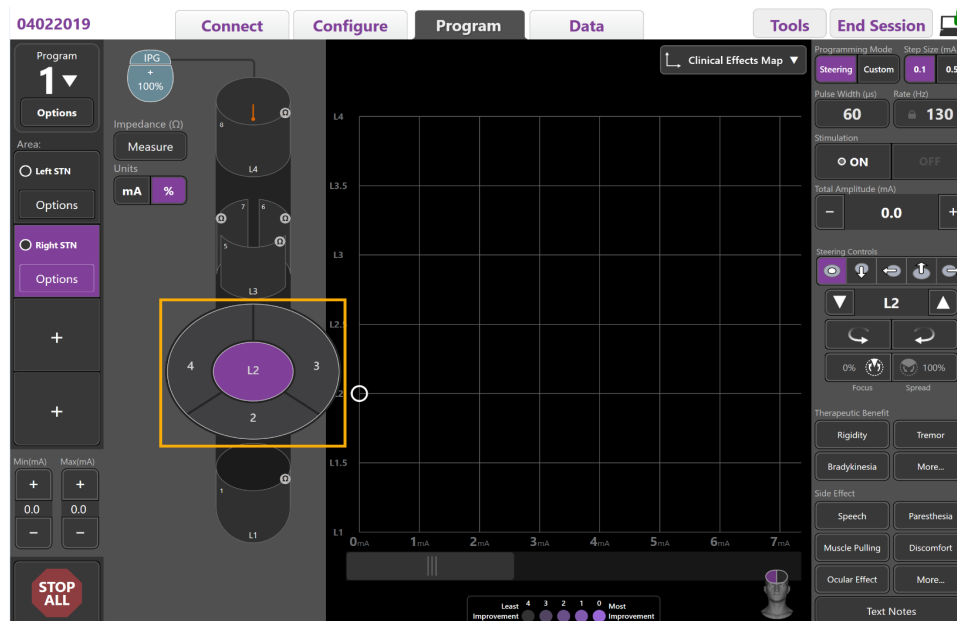 04022019
Connect
Configure
Program
Data
Tools
End Session
Program
1
Options
Area:
Left STN
Options
Right STN
Options
+
+
Min(mA) Max(mA)
+ +
0.0 0.0
− −
STOP
ALL
IPG
+
100%
Impedance (Ω)
Measure
Units
mA %
8
Ω
L4
7 6
Ω Ω
5 Ω
L3
4 L2 3
2
Ω
1
L1
Clinical Effects Map ▼
L4
L3.5
L3
L2.5
L2
L1.5
L1
0mA 1mA 2mA 3mA 4mA 5mA 6mA 7mA
Least 4 3 2 1 0 Most
Improvement Improvement
Programming Mode Step Size (mA)
Steering Custom 0.1 0.5
Pulse Width (µs) Rate (Hz)
60 130
Stimulation
ON OFF
Total Amplitude (mA)
− 0.0 +
Steering Controls
▼ L2 ▲
0% 100%
Focus Spread
Therapeutic Benefit
Rigidity Tremor
Bradykinesia More...
Side Effect
Speech Paresthesia
Muscle Pulling Discomfort
Ocular Effect More...
Text Notes